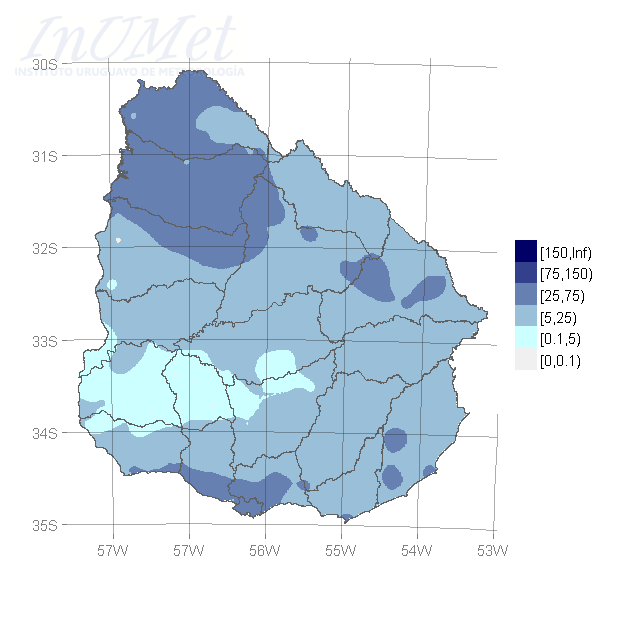 InUMet
INSTITUTO URUGUAYO DE METEOROLOGÍA
30S
31S
32S
33S
34S
35S
57W
57W
56W
55W
54W
53W
[150,Inf)
[75,150)
[25,75)
[5,25)
[0.1,5)
[0,0.1)